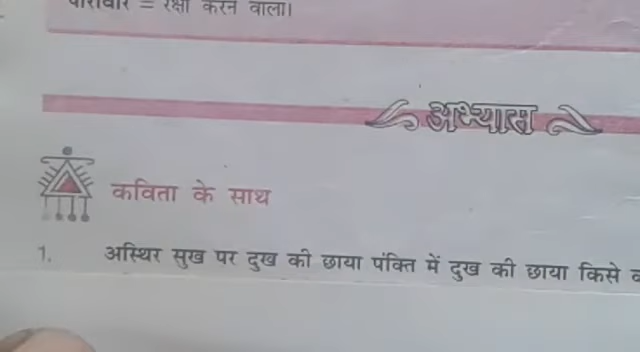 = रक्षा करने वाला।
अभ्यास
कविता के साथ
1. अस्थिर सुख पर दुख की छाया पंक्ति में दुख की छाया किसे